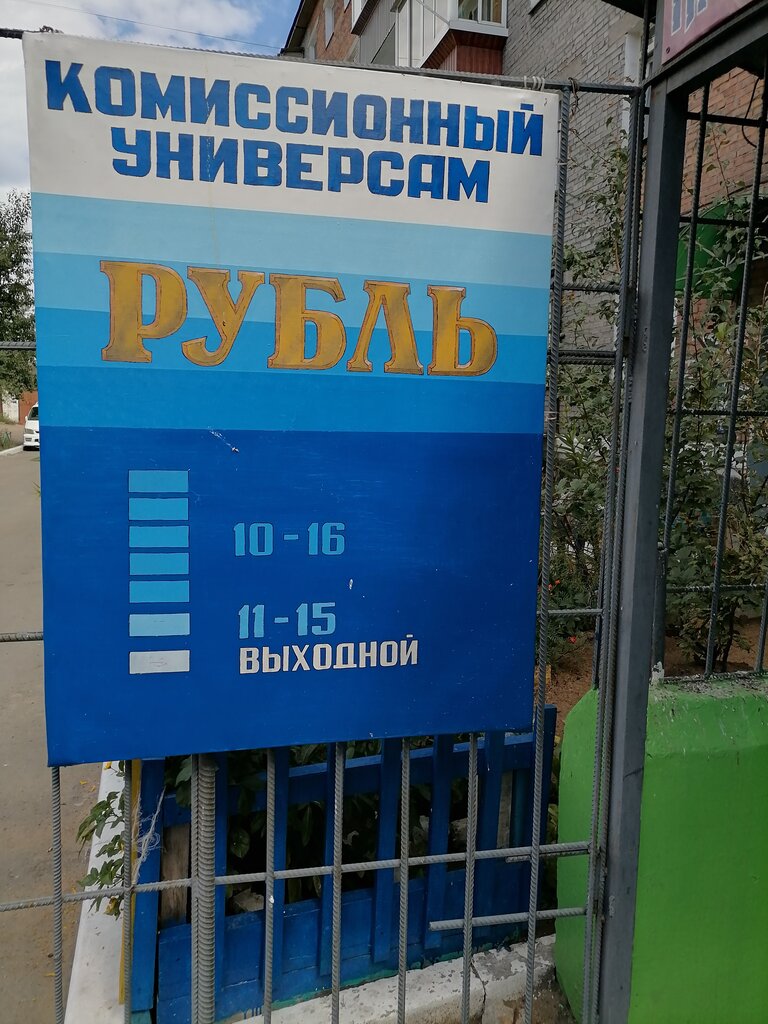 КОМИССИОННЫЙ
УНИВЕРСАМ
РУБЛЬ
10-16
11-15
ВЫХОДНОЙ